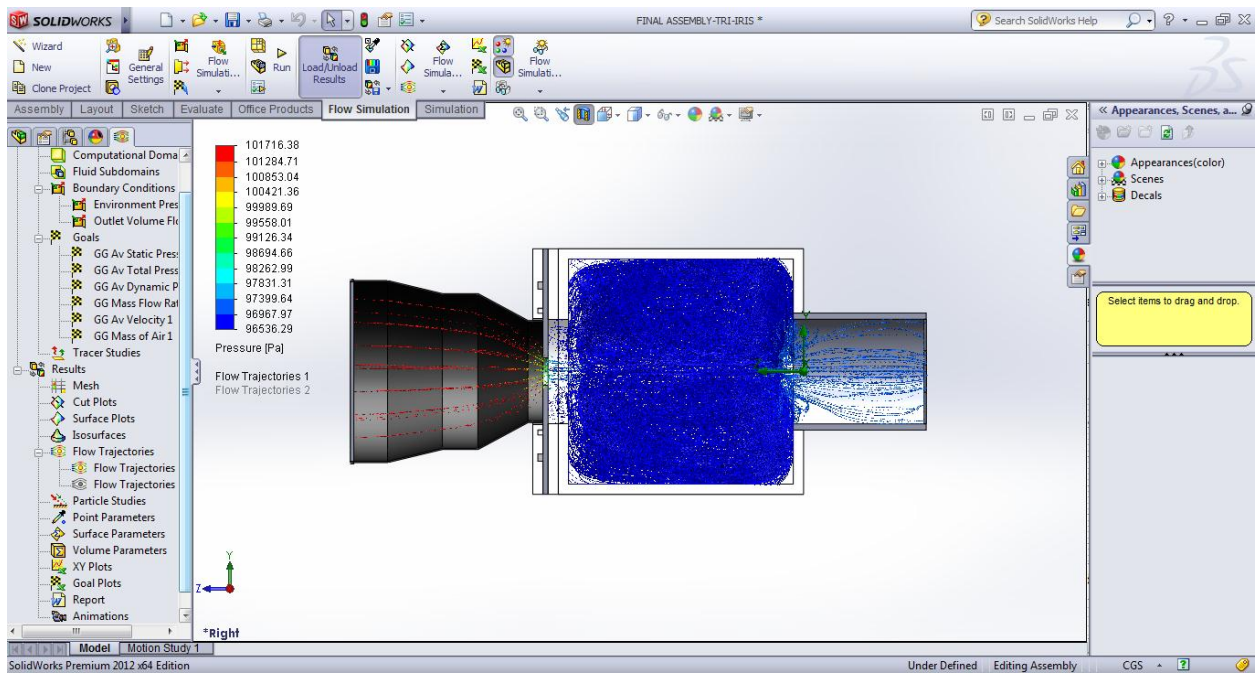 SOLIDWORKS
FINAL ASSEMBLY-TRI-IRIS *
Search SolidWorks Help
Wizard
New
Clone Project
General Settings
Flow Simulati...
Run
Load/Unload Results
Flow Simula...
Flow Simulati...
Assembly Layout Sketch Evaluate Office Products Flow Simulation Simulation
« Appearances, Scenes, a...
Computational Doma
Fluid Subdomains
Boundary Conditions
Environment Pres
Outlet Volume Flo
Goals
GG Av Static Press
GG Av Total Press
GG Av Dynamic P
GG Mass Flow Rat
GG Av Velocity 1
GG Mass of Air 1
Tracer Studies
Results
Mesh
Cut Plots
Surface Plots
Isosurfaces
Flow Trajectories
Flow Trajectories
Flow Trajectories
Particle Studies
Point Parameters
Surface Parameters
Volume Parameters
XY Plots
Goal Plots
Report
Animations
101716.38
101284.71
100853.04
100421.36
99989.69
99558.01
99126.34
98694.66
98262.99
97831.31
97399.64
96967.97
96536.29
Pressure [Pa]
Flow Trajectories 1
Flow Trajectories 2
Y
Y
Z
*Right
Appearances(color)
Scenes
Decals
Select items to drag and drop.
Model Motion Study 1
SolidWorks Premium 2012 x64 Edition
Under Defined Editing Assembly CGS